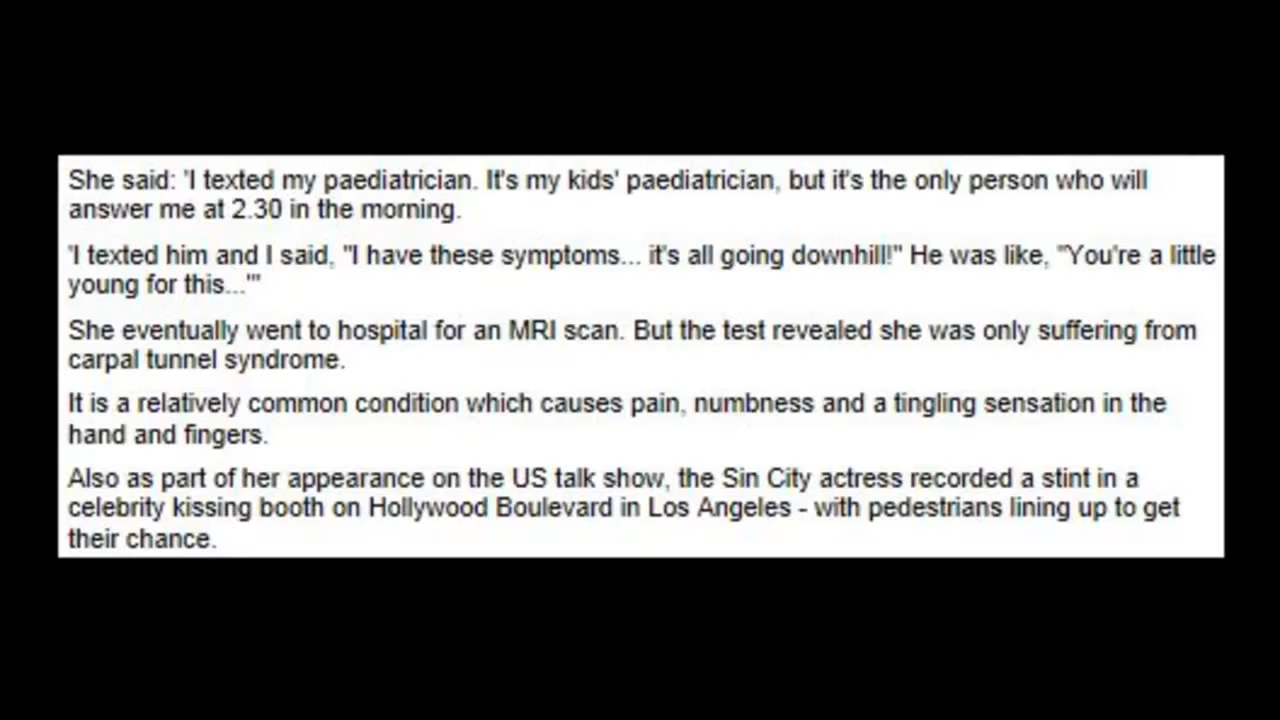 She said: 'I texted my paediatrician. It's my kids' paediatrician, but it's the only person who will
answer me at 2.30 in the morning.
'I texted him and I said, "I have these symptoms... it's all going downhill!" He was like, "You're a little
young for this..."'
She eventually went to hospital for an MRI scan. But the test revealed she was only suffering from
carpal tunnel syndrome.
It is a relatively common condition which causes pain, numbness and a tingling sensation in the
hand and fingers.
Also as part of her appearance on the US talk show, the Sin City actress recorded a stint in a
celebrity kissing booth on Hollywood Boulevard in Los Angeles - with pedestrians lining up to get
their chance.